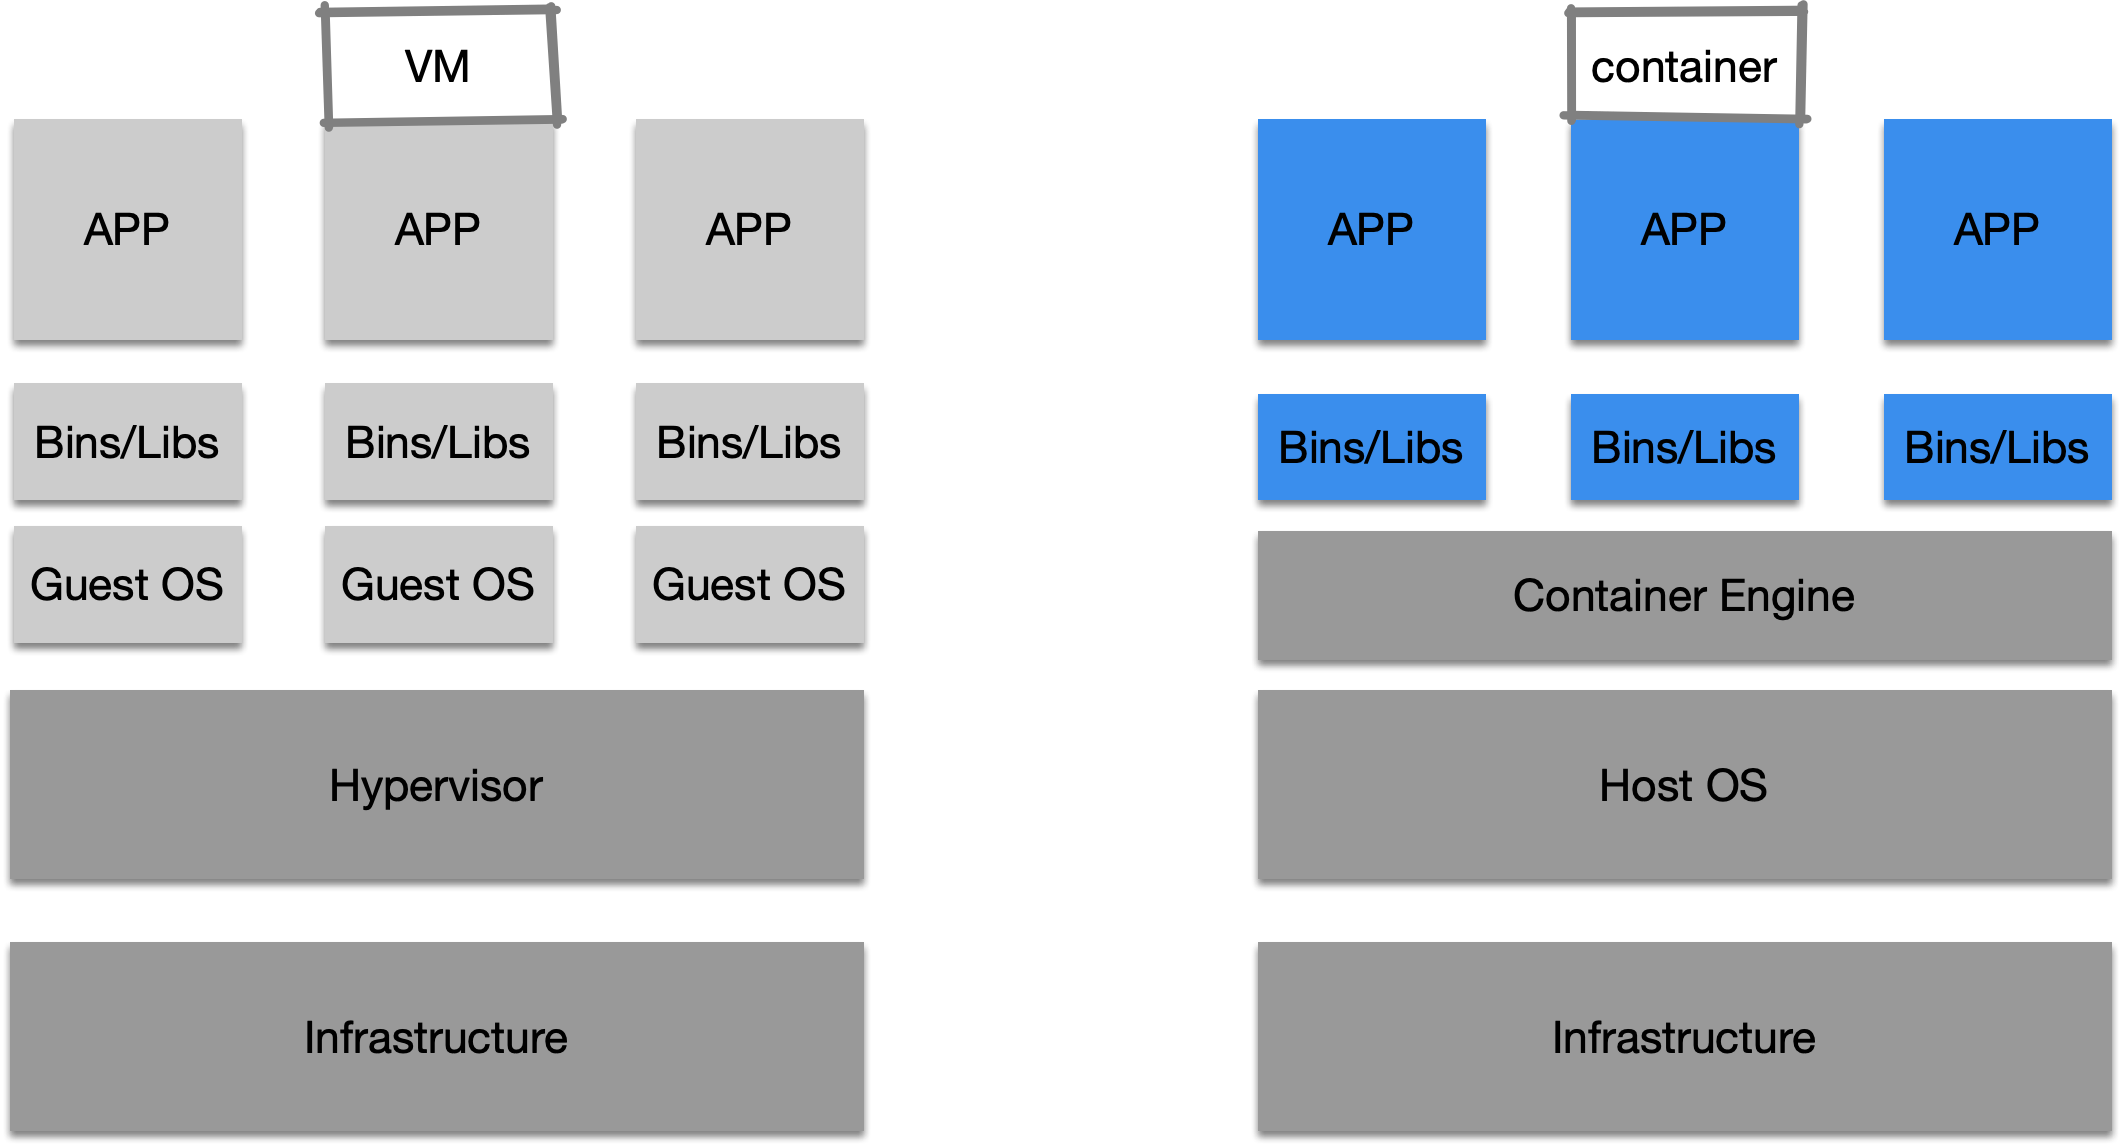 VM
APP
APP
APP
Bins/Libs
Bins/Libs
Bins/Libs
Guest OS
Guest OS
Guest OS
Hypervisor
Infrastructure
container
APP
APP
APP
Bins/Libs
Bins/Libs
Bins/Libs
Container Engine
Host OS
Infrastructure